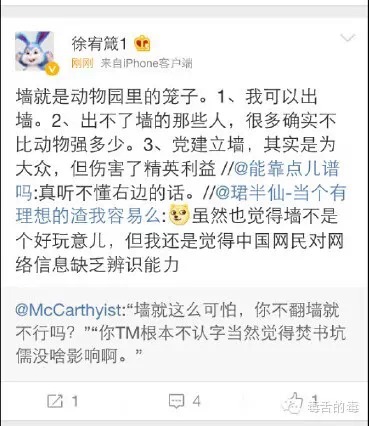 徐宥箴1
刚刚 来自iPhone客户端
墙就是动物园里的笼子。1、我可以出
墙。2、出不了墙的那些人，很多确实不
比动物强多少。3、党建立墙，其实是为
大众，但伤害了精英利益 //@能靠点儿谱
吗:真听不懂右边的话。//@珺半仙-当个有
理想的渣我容易么:虽然也觉得墙不是
个好玩意儿，但我还是觉得中国网民对网
络信息缺乏辨识能力
@McCarthyist:“墙就这么可怕，你不翻墙就
不行吗？”“你TM根本不认字当然觉得焚书坑
儒没啥影响啊。”
1 4 1
毒舌的毒